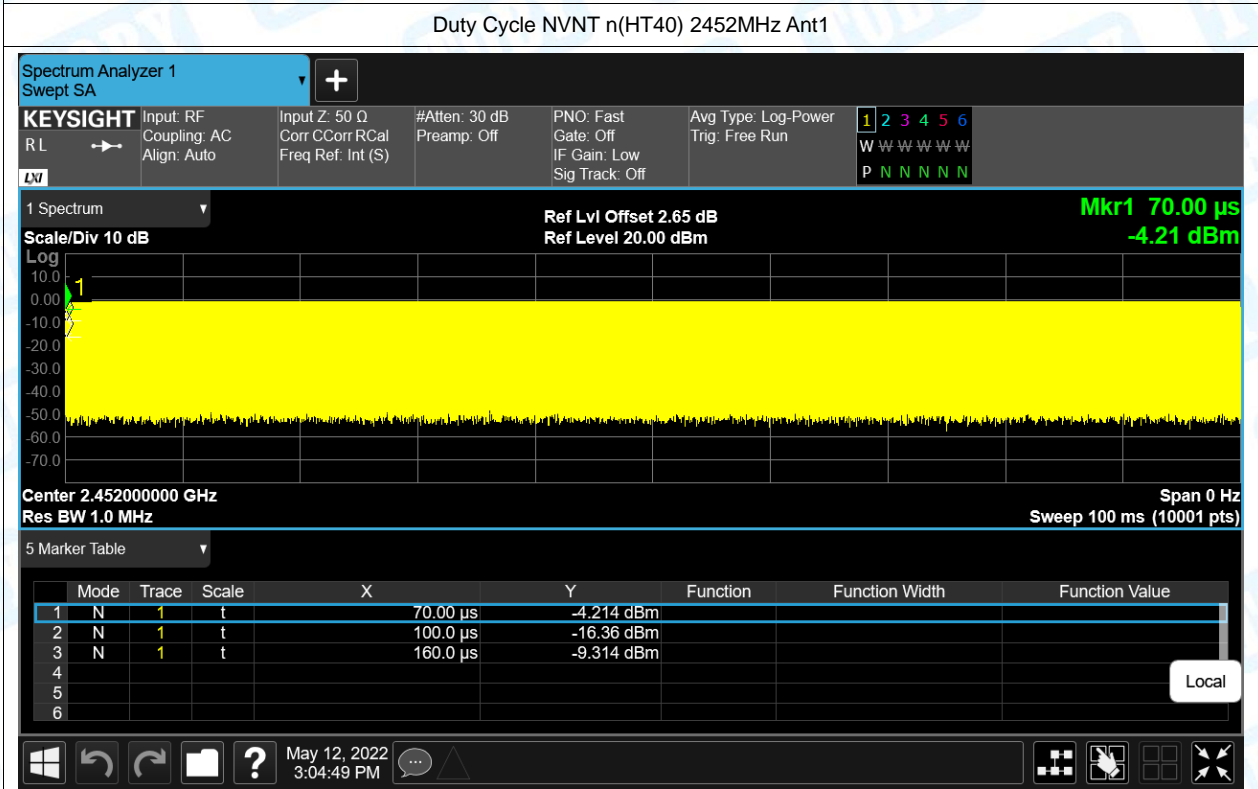 Duty Cycle NVNT n(HT40) 2452MHz Ant1
Spectrum Analyzer 1
Swept SA
KEYSIGHT
R L
LXI
Input: RF
Coupling: AC
Align: Auto
Input Z: 50 Ω
Corr CCorr RCal
Freq Ref: Int (S)
#Atten: 30 dB
Preamp: Off
PNO: Fast
Gate: Off
IF Gain: Low
Sig Track: Off
Avg Type: Log-Power
Trig: Free Run
1 2 3 4 5 6
W W W W W W
P N N N N N
1 Spectrum
Scale/Div 10 dB
Ref Lvl Offset 2.65 dB
Ref Level 20.00 dBm
Mkr1 70.00 µs
-4.21 dBm
Log
10.0
0.00
-10.0
-20.0
-30.0
-40.0
-50.0
-60.0
-70.0
1
Center 2.452000000 GHz
Res BW 1.0 MHz
Span 0 Hz
Sweep 100 ms (10001 pts)
5 Marker Table
Mode Trace Scale X Y Function Function Width Function Value
1 N 1 t 70.00 µs -4.214 dBm
2 N 1 t 100.0 µs -16.36 dBm
3 N 1 t 160.0 µs -9.314 dBm
4
5
6
Local
?
May 12, 2022
3:04:49 PM